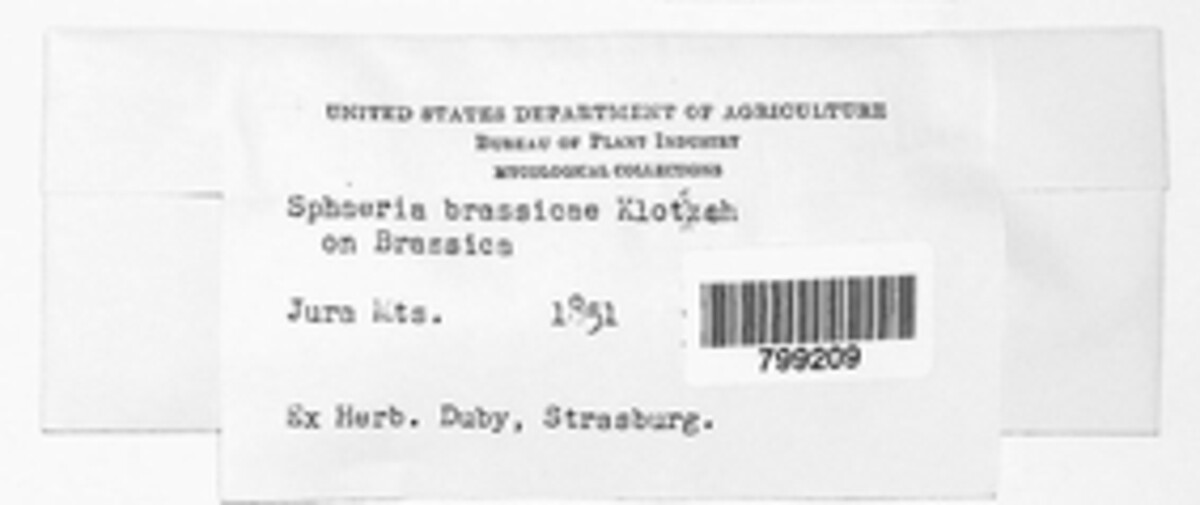 UNITED STATES DEPARTMENT OF AGRICULTURE
BUREAU OF PLANT INDUSTRY
MYCOLOGICAL COLLECTIONS
Sphaeria brassicae Klotzsch
on Brassica
Jura Mts. 1851
799209
Ex Herb. Duby, Strasburg.